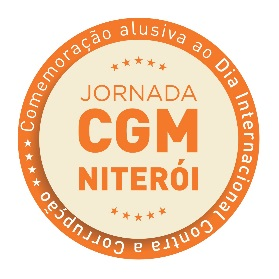 Comemoração alusiva ao Dia Internacional Contra a Corrupção
JORNADA
CGM
NITERÓI